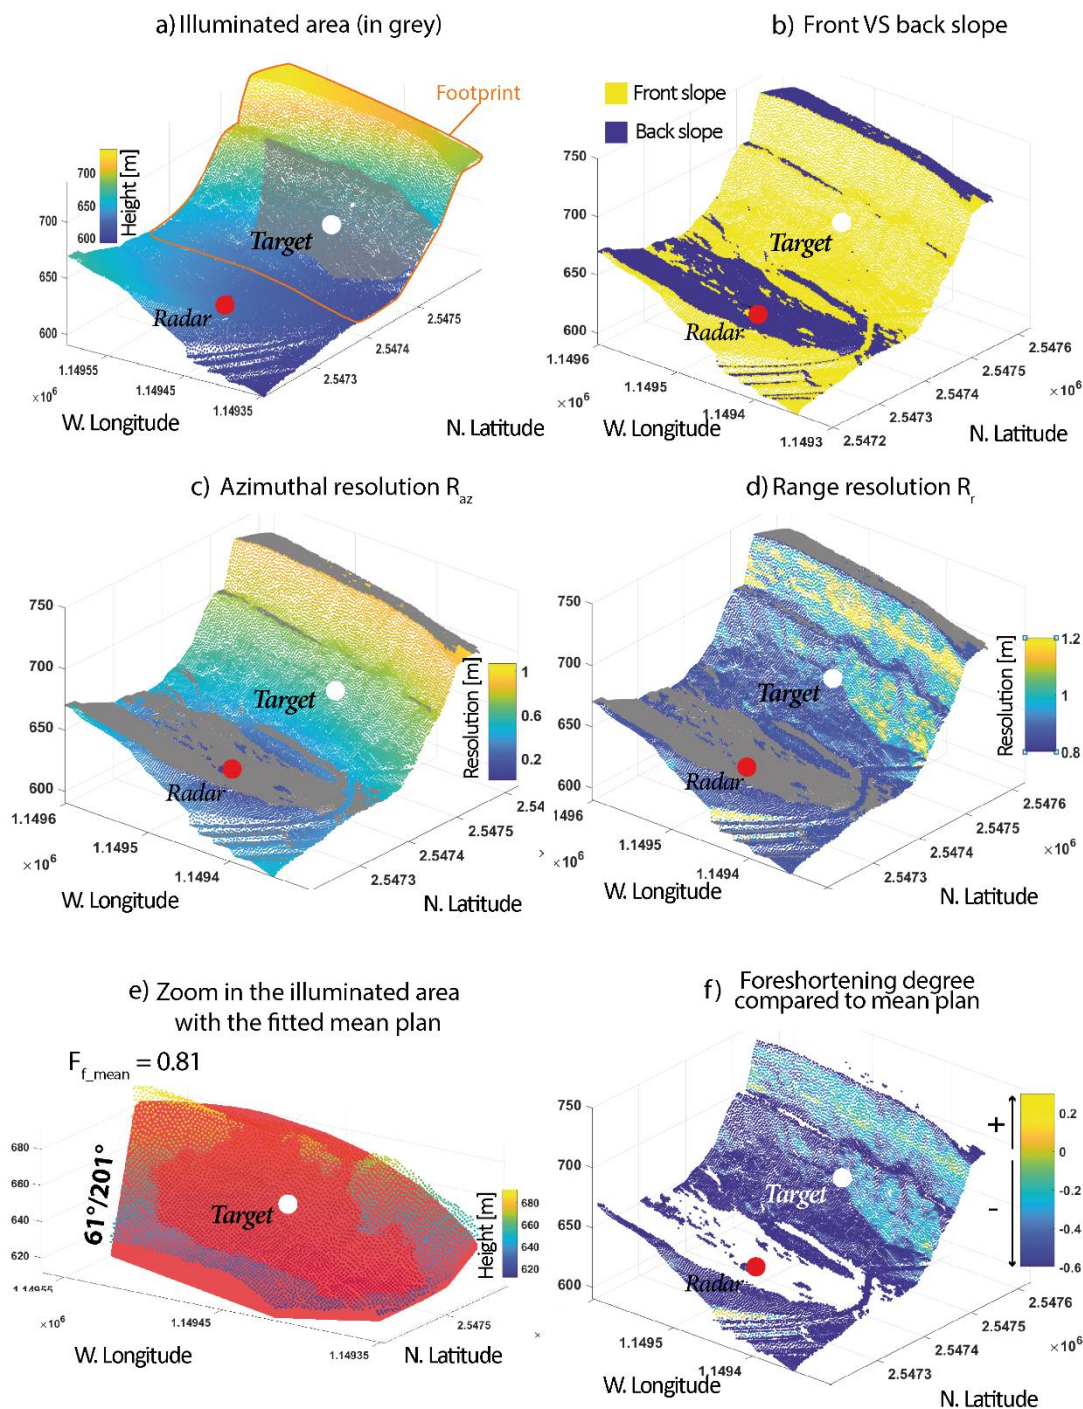 a) Illuminated area (in grey)
Footprint
Height [m]
700
650
600
700
650
600
Target
Radar
1.14955
1.14945
1.14935
×10⁶
2.5473
2.5474
2.5475
W. Longitude
N. Latitude
b) Front VS back slope
Front slope
Back slope
750
700
650
600
Target
Radar
1.1496
1.1495
1.1494
1.1493
×10⁶
2.5472
2.5473
2.5474
2.5475
2.5476
×10⁶
W. Longitude
N. Latitude
c) Azimuthal resolution R_az
750
700
650
600
Target
Radar
Resolution [m]
1
0.6
0.2
1.1496
1.1495
1.1494
×10⁶
2.5473
2.5474
2.5475
2.54
W. Longitude
N. Latitude
d) Range resolution R_r
750
700
650
600
Target
Radar
Resolution [m]
1.2
1
0.8
1496
1.1495
1.1494
×10⁶
2.5473
2.5474
2.5475
2.5476
×10⁶
W. Longitude
N. Latitude
e) Zoom in the illuminated area
with the fitted mean plan
F_f_mean = 0.81
680
660
640
620
61°/201°
Target
Height [m]
680
660
640
620
1.14955
×10⁶
1.14945
1.14935
2.5475
W. Longitude
N. Latitude
f) Foreshortening degree
compared to mean plan
750
700
650
600
Target
Radar
+
-
0.2
0
-0.2
-0.4
-0.6
1.1495
1.1494
×10⁶
2.5473
2.5474
2.5475
2.5476
W. Longitude
N. Latitude